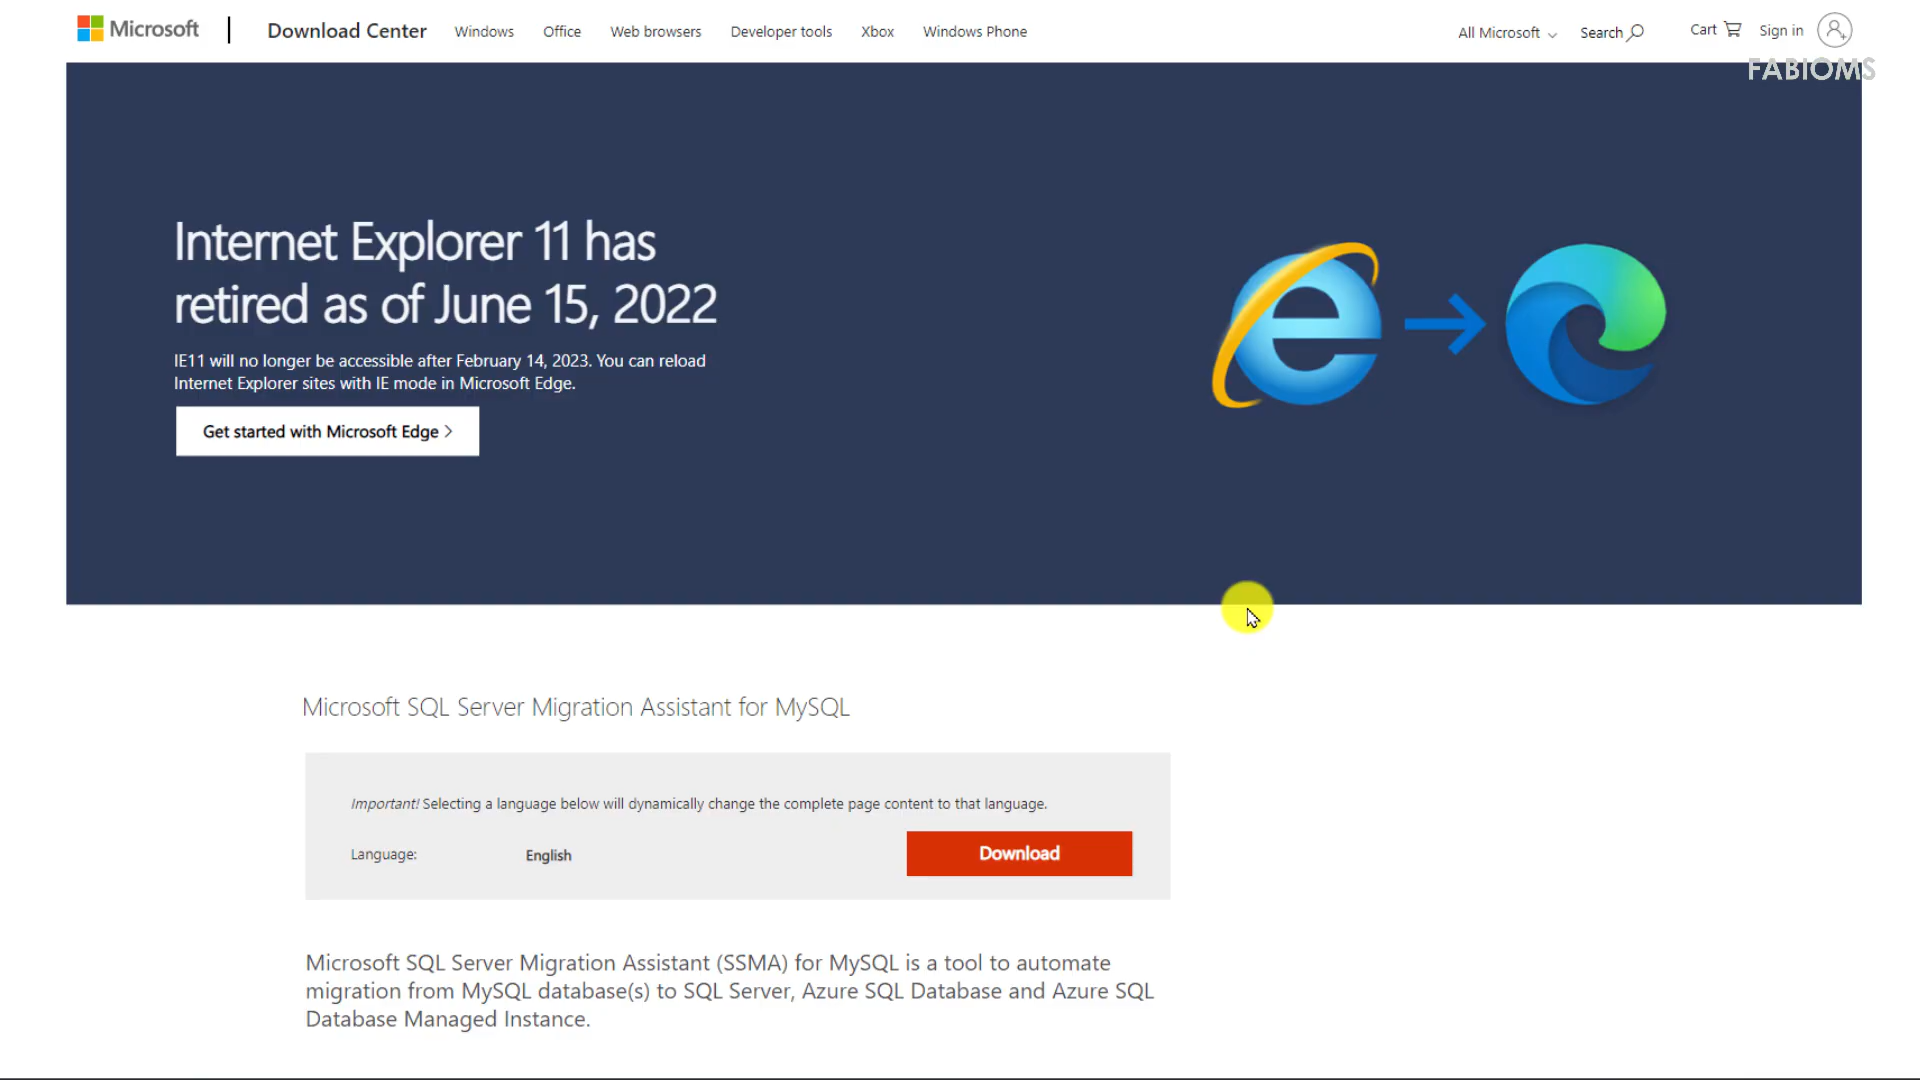 Microsoft Download Center Windows Office Web browsers Developer tools Xbox Windows Phone All Microsoft Search Cart Sign in
FABIOMS
Internet Explorer 11 has
retired as of June 15, 2022
IE11 will no longer be accessible after February 14, 2023. You can reload
Internet Explorer sites with IE mode in Microsoft Edge.
Get started with Microsoft Edge >
Microsoft SQL Server Migration Assistant for MySQL
Important! Selecting a language below will dynamically change the complete page content to that language.
Language: English Download
Microsoft SQL Server Migration Assistant (SSMA) for MySQL is a tool to automate
migration from MySQL database(s) to SQL Server, Azure SQL Database and Azure SQL
Database Managed Instance.